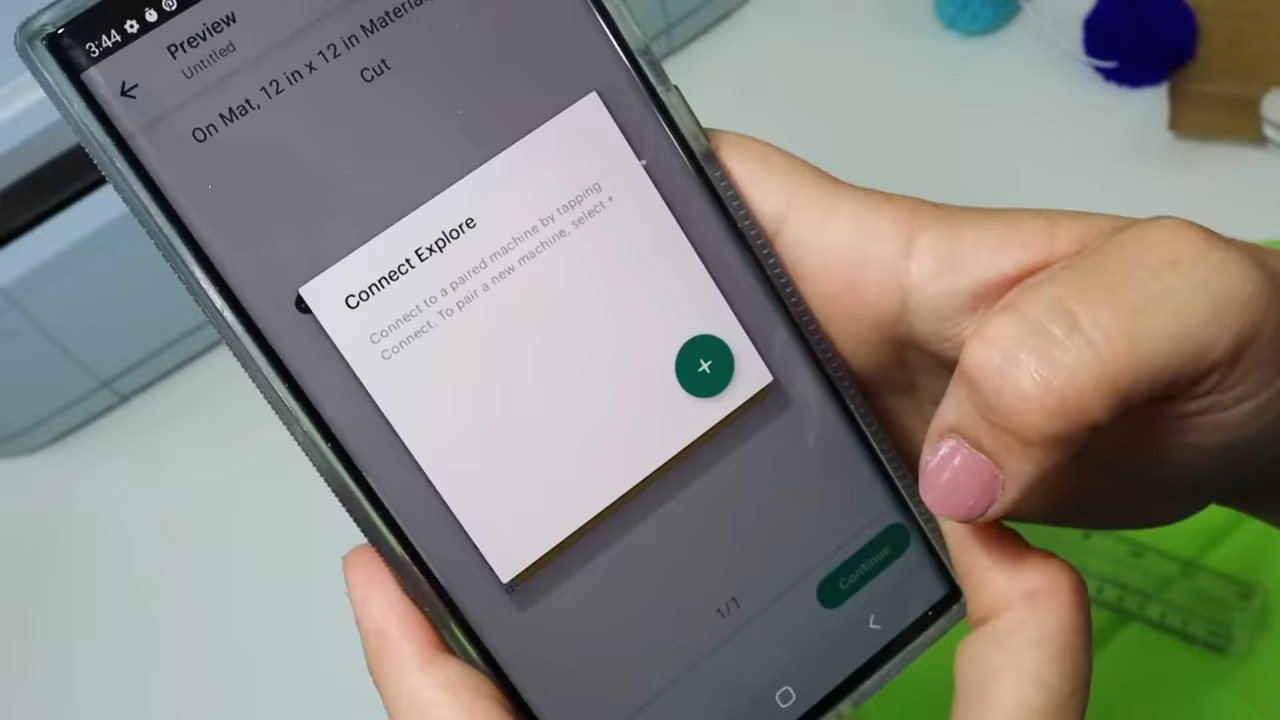 3:44
Preview
Untitled
On Mat, 12 in x 12 in Material
Cut
Connect Explore
Connect to a paired machine by tapping
Connect. To pair a new machine, select +
+
1/1
Continue